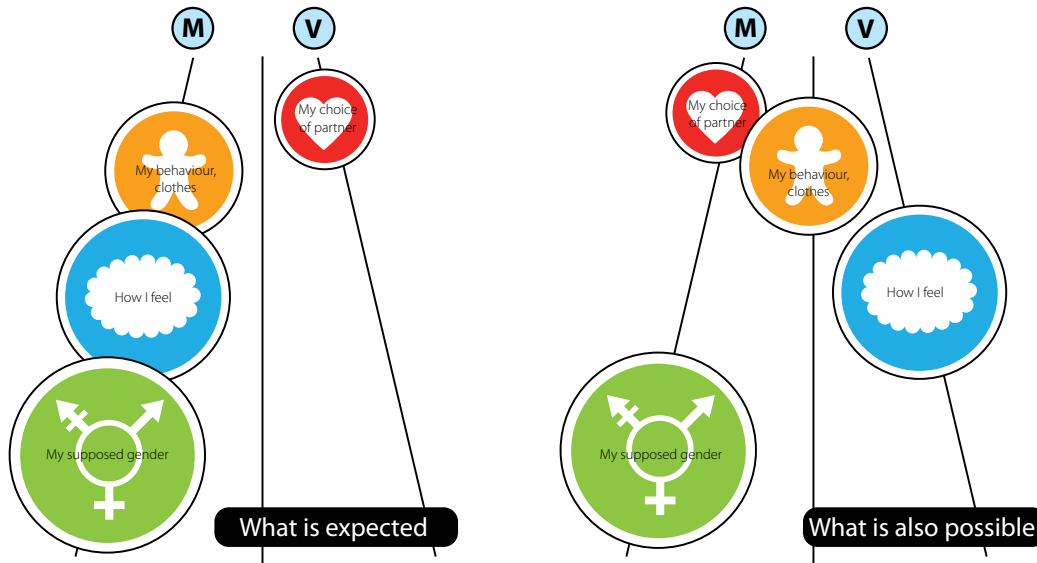 M
V
My choice
of partner
My behaviour,
clothes
How I feel
My supposed gender
What is expected
M
V
My choice
of partner
My behaviour,
clothes
How I feel
My supposed gender
What is also possible